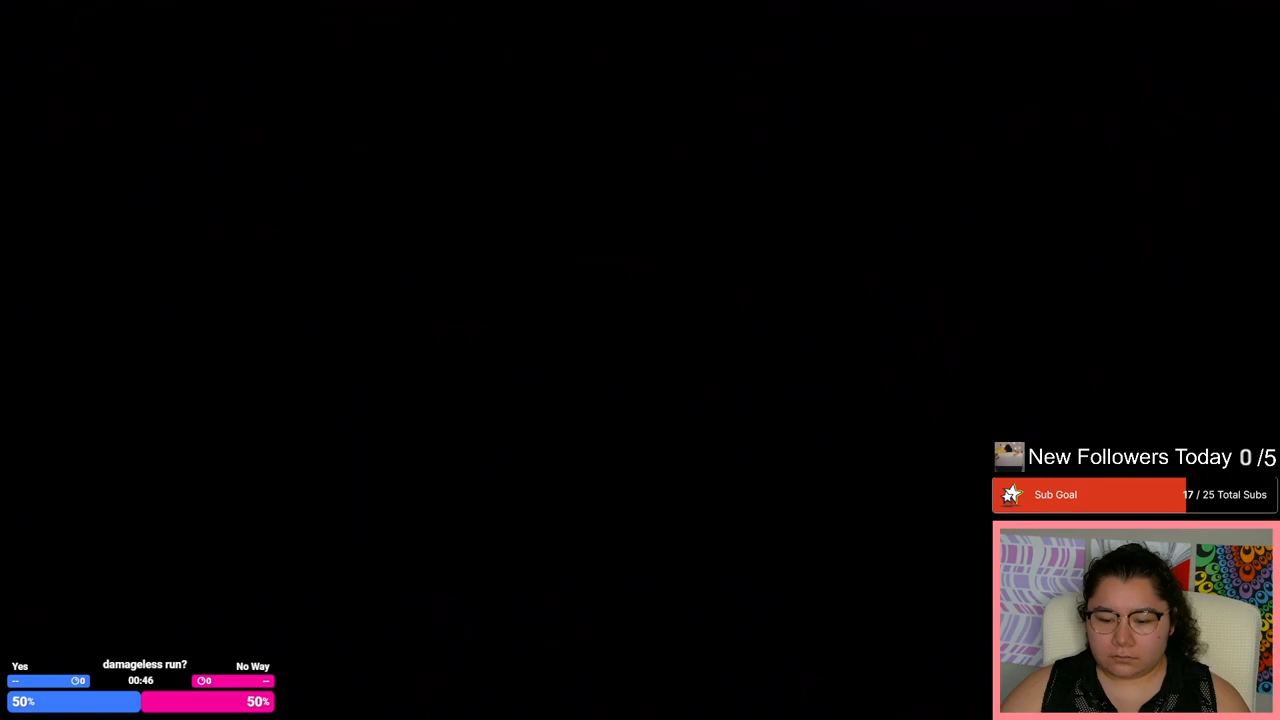 New Followers Today 0 /5
Sub Goal 17 / 25 Total Subs
Yes damageless run? No Way
-- 0 00:46 0 --
50% 50%